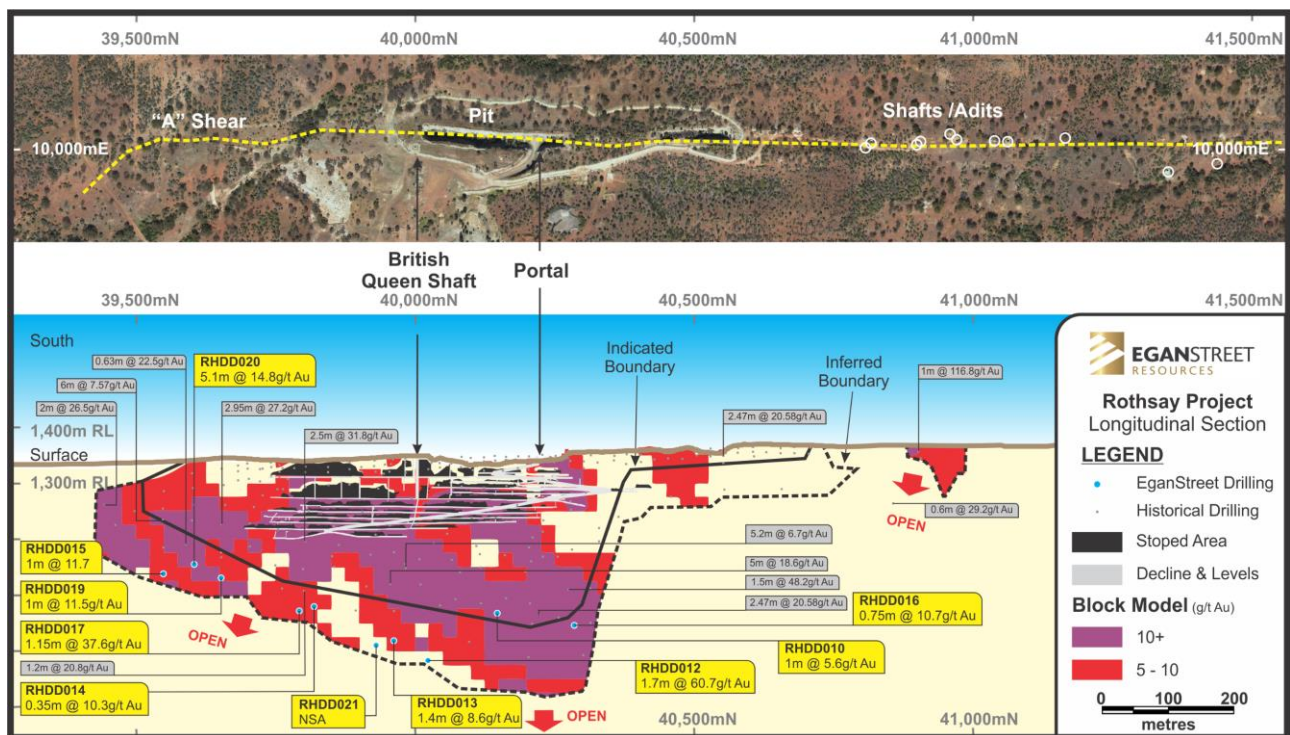 39,500mN 40,000mN 40,500mN 41,000mN 41,500mN
"A" Shear
Pit
Shafts /Adits
10,000mE
10,000mE
British
Queen Shaft
Portal
39,500mN 40,000mN 40,500mN 41,000mN 41,500mN
South
0.63m @ 22.5g/t Au
RHDD020
5.1m @ 14.8g/t Au
6m @ 7.57g/t Au
2m @ 26.5g/t Au
2.95m @ 27.2g/t Au
2.5m @ 31.8g/t Au
Indicated
Boundary
Inferred
Boundary
1m @ 116.8g/t Au
2.47m @ 20.58g/t Au
1,400m RL
Surface
1,300m RL
0.6m @ 29.2g/t Au
OPEN
5.2m @ 6.7g/t Au
5m @ 18.6g/t Au
1.5m @ 48.2g/t Au
2.47m @ 20.58g/t Au
RHDD015
1m @ 11.7
RHDD019
1m @ 11.5g/t Au
RHDD017
1.15m @ 37.6g/t Au
OPEN
1.2m @ 20.8g/t Au
RHDD014
0.35m @ 10.3g/t Au
RHDD021
NSA
RHDD013
1.4m @ 8.6g/t Au
RHDD012
1.7m @ 60.7g/t Au
RHDD010
1m @ 5.6g/t Au
RHDD016
0.75m @ 10.7g/t Au
OPEN
40,500mN 41,000mN
EGANSTREET
RESOURCES
Rothsay Project
Longitudinal Section
LEGEND
EganStreet Drilling
Historical Drilling
Stoped Area
Decline & Levels
Block Model (g/t Au)
10+
5 - 10
0 100 200
metres